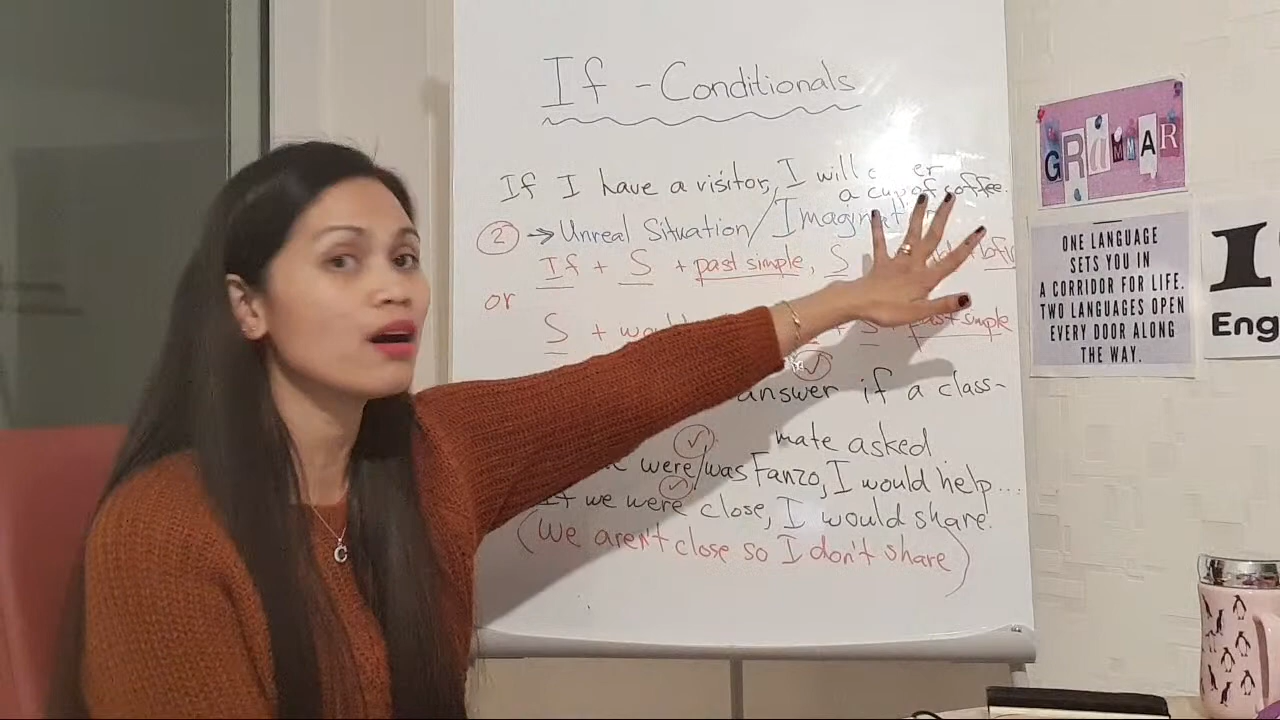 If - Conditionals
If I have a visitor, I will
a cup of coffee.
2 → Unreal Situation /
If + S + past simple, S
or
S + past simple
answer if a class-
mate asked
were/was Fanzo, I would help...
If we were close, I would share.
(We aren't close so I don't share)
GRAMMAR
ONE LANGUAGE
SETS YOU IN
A CORRIDOR FOR LIFE.
TWO LANGUAGES OPEN
EVERY DOOR ALONG
THE WAY.
I
Eng
C